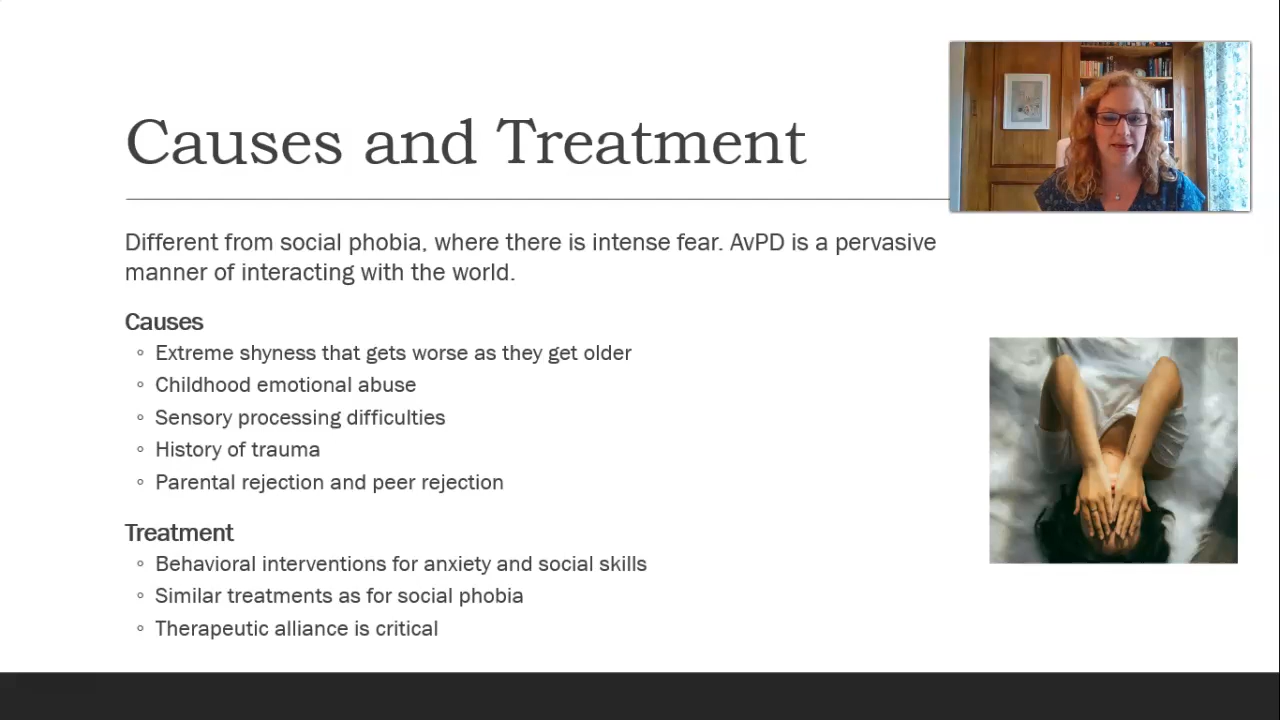 Causes and Treatment
Different from social phobia, where there is intense fear. AvPD is a pervasive
manner of interacting with the world.
Causes
◦ Extreme shyness that gets worse as they get older
◦ Childhood emotional abuse
◦ Sensory processing difficulties
◦ History of trauma
◦ Parental rejection and peer rejection
Treatment
◦ Behavioral interventions for anxiety and social skills
◦ Similar treatments as for social phobia
◦ Therapeutic alliance is critical